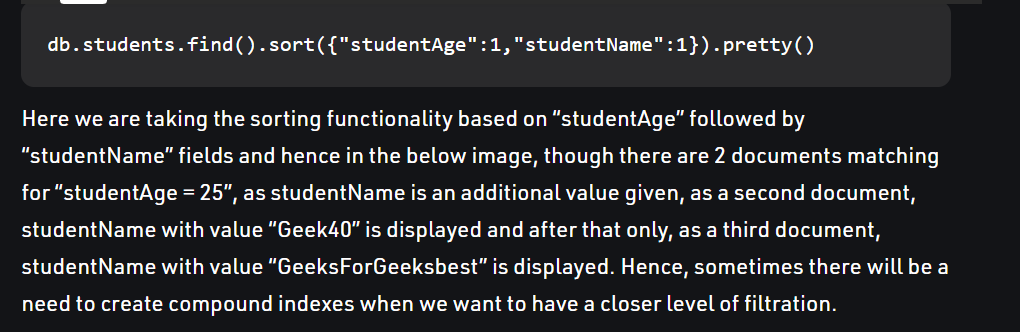 db.students.find().sort({"studentAge":1,"studentName":1}).pretty()
Here we are taking the sorting functionality based on “studentAge” followed by
“studentName” fields and hence in the below image, though there are 2 documents matching
for “studentAge = 25”, as studentName is an additional value given, as a second document,
studentName with value “Geek40” is displayed and after that only, as a third document,
studentName with value “GeeksForGeeksbest” is displayed. Hence, sometimes there will be a
need to create compound indexes when we want to have a closer level of filtration.